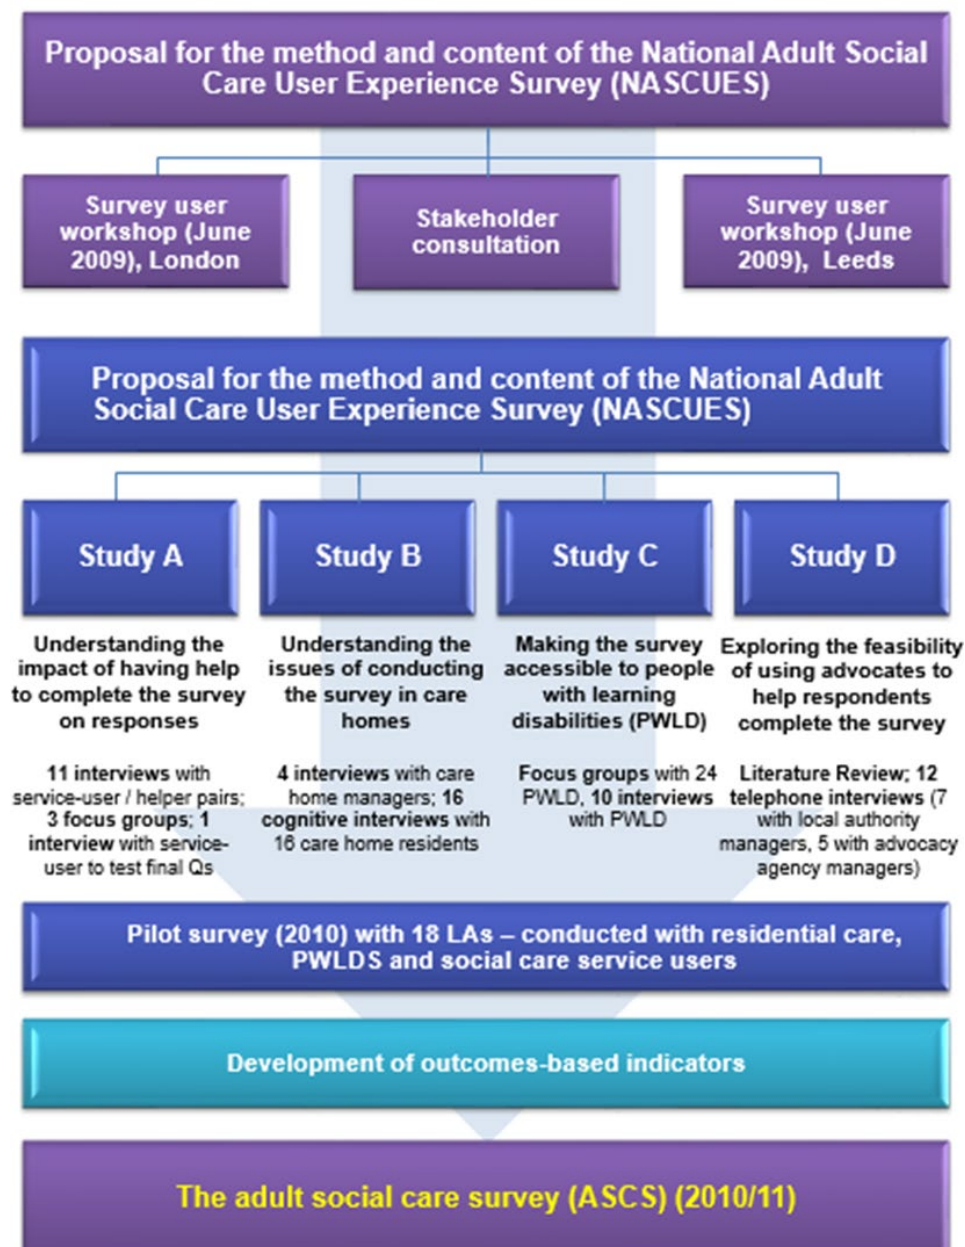 Proposal for the method and content of the National Adult Social
Care User Experience Survey (NASCUES)
Survey user
workshop (June
2009), London
Stakeholder
consultation
Survey user
workshop (June
2009), Leeds
Proposal for the method and content of the National Adult
Social Care User Experience Survey (NASCUES)
Study A
Study B
Study C
Study D
Understanding the
impact of having help
to complete the survey
on responses
11 interviews with
service-user / helper pairs;
3 focus groups; 1
interview with service-
user to test final Qs
Understanding the
issues of conducting
the survey in care
homes
4 interviews with care
home managers; 16
cognitive interviews with
16 care home residents
Making the survey
accessible to people
with learning
disabilities (PWLD)
Focus groups with 24
PWLD, 10 interviews
with PWLD
Exploring the feasibility
of using advocates to
help respondents
complete the survey
Literature Review; 12
telephone interviews (7
with local authority
managers, 5 with advocacy
agency managers)
Pilot survey (2010) with 18 LAs – conducted with residential care,
PWLDS and social care service users
Development of outcomes-based indicators
The adult social care survey (ASCS) (2010/11)